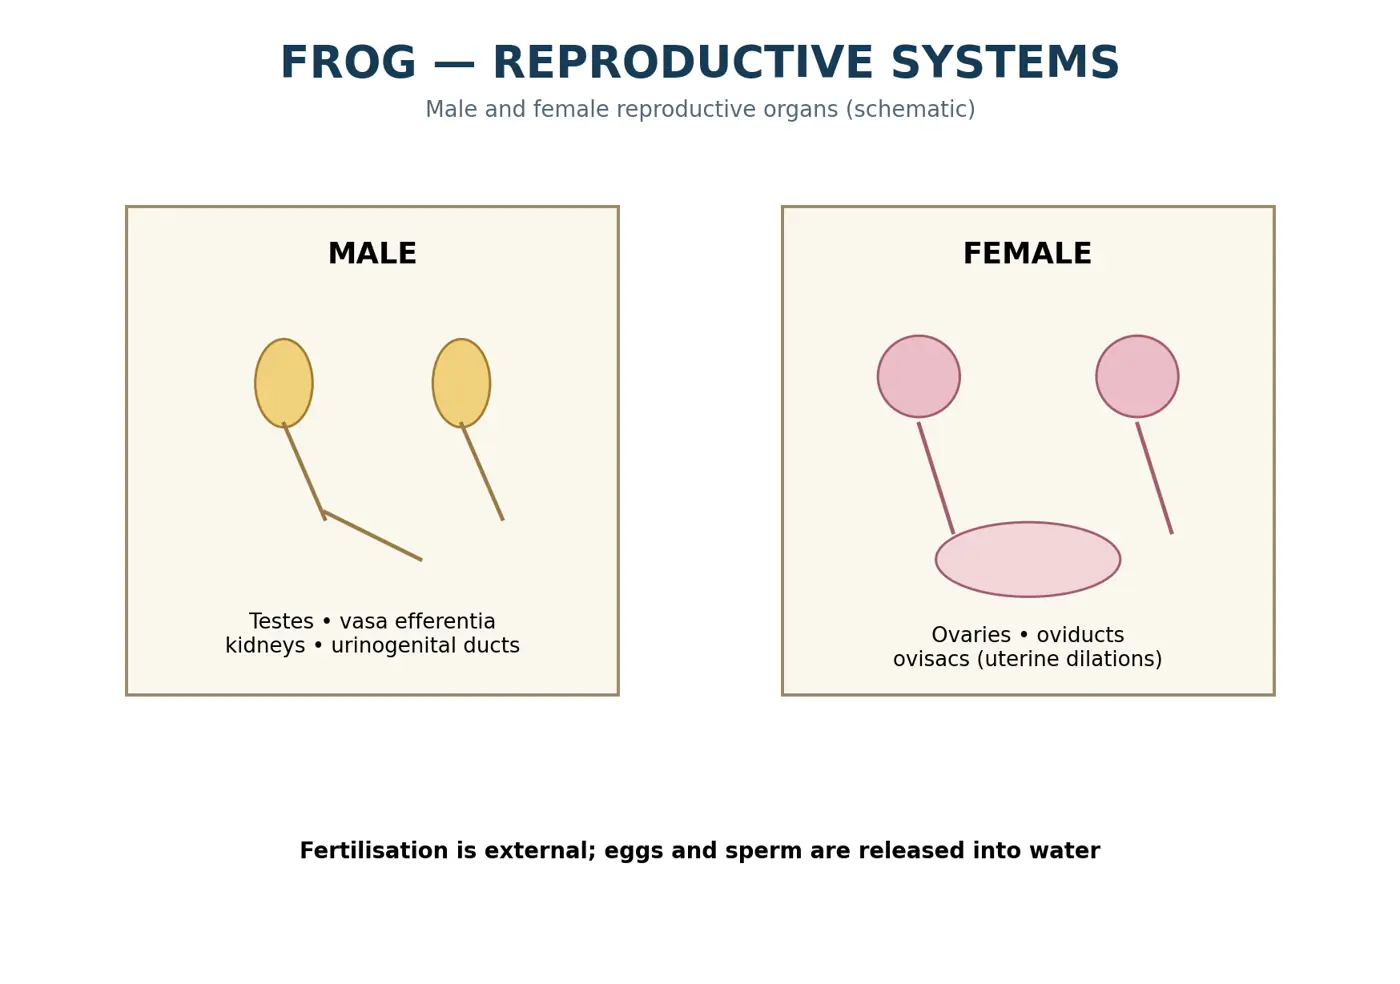 FROG — REPRODUCTIVE SYSTEMS
Male and female reproductive organs (schematic)
MALE
Testes • vasa efferentia
kidneys • urinogenital ducts
FEMALE
Ovaries • oviducts
ovisacs (uterine dilations)
Fertilisation is external; eggs and sperm are released into water